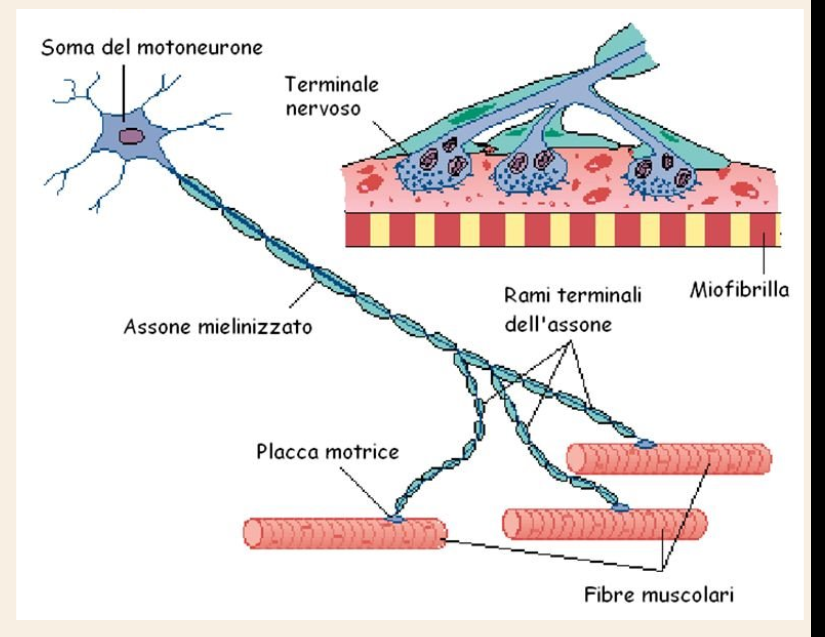 Soma del motoneurone
Terminale
nervoso
Miofibrilla
Rami terminali
dell'assone
Assone mielinizzato
Placca motrice
Fibre muscolari